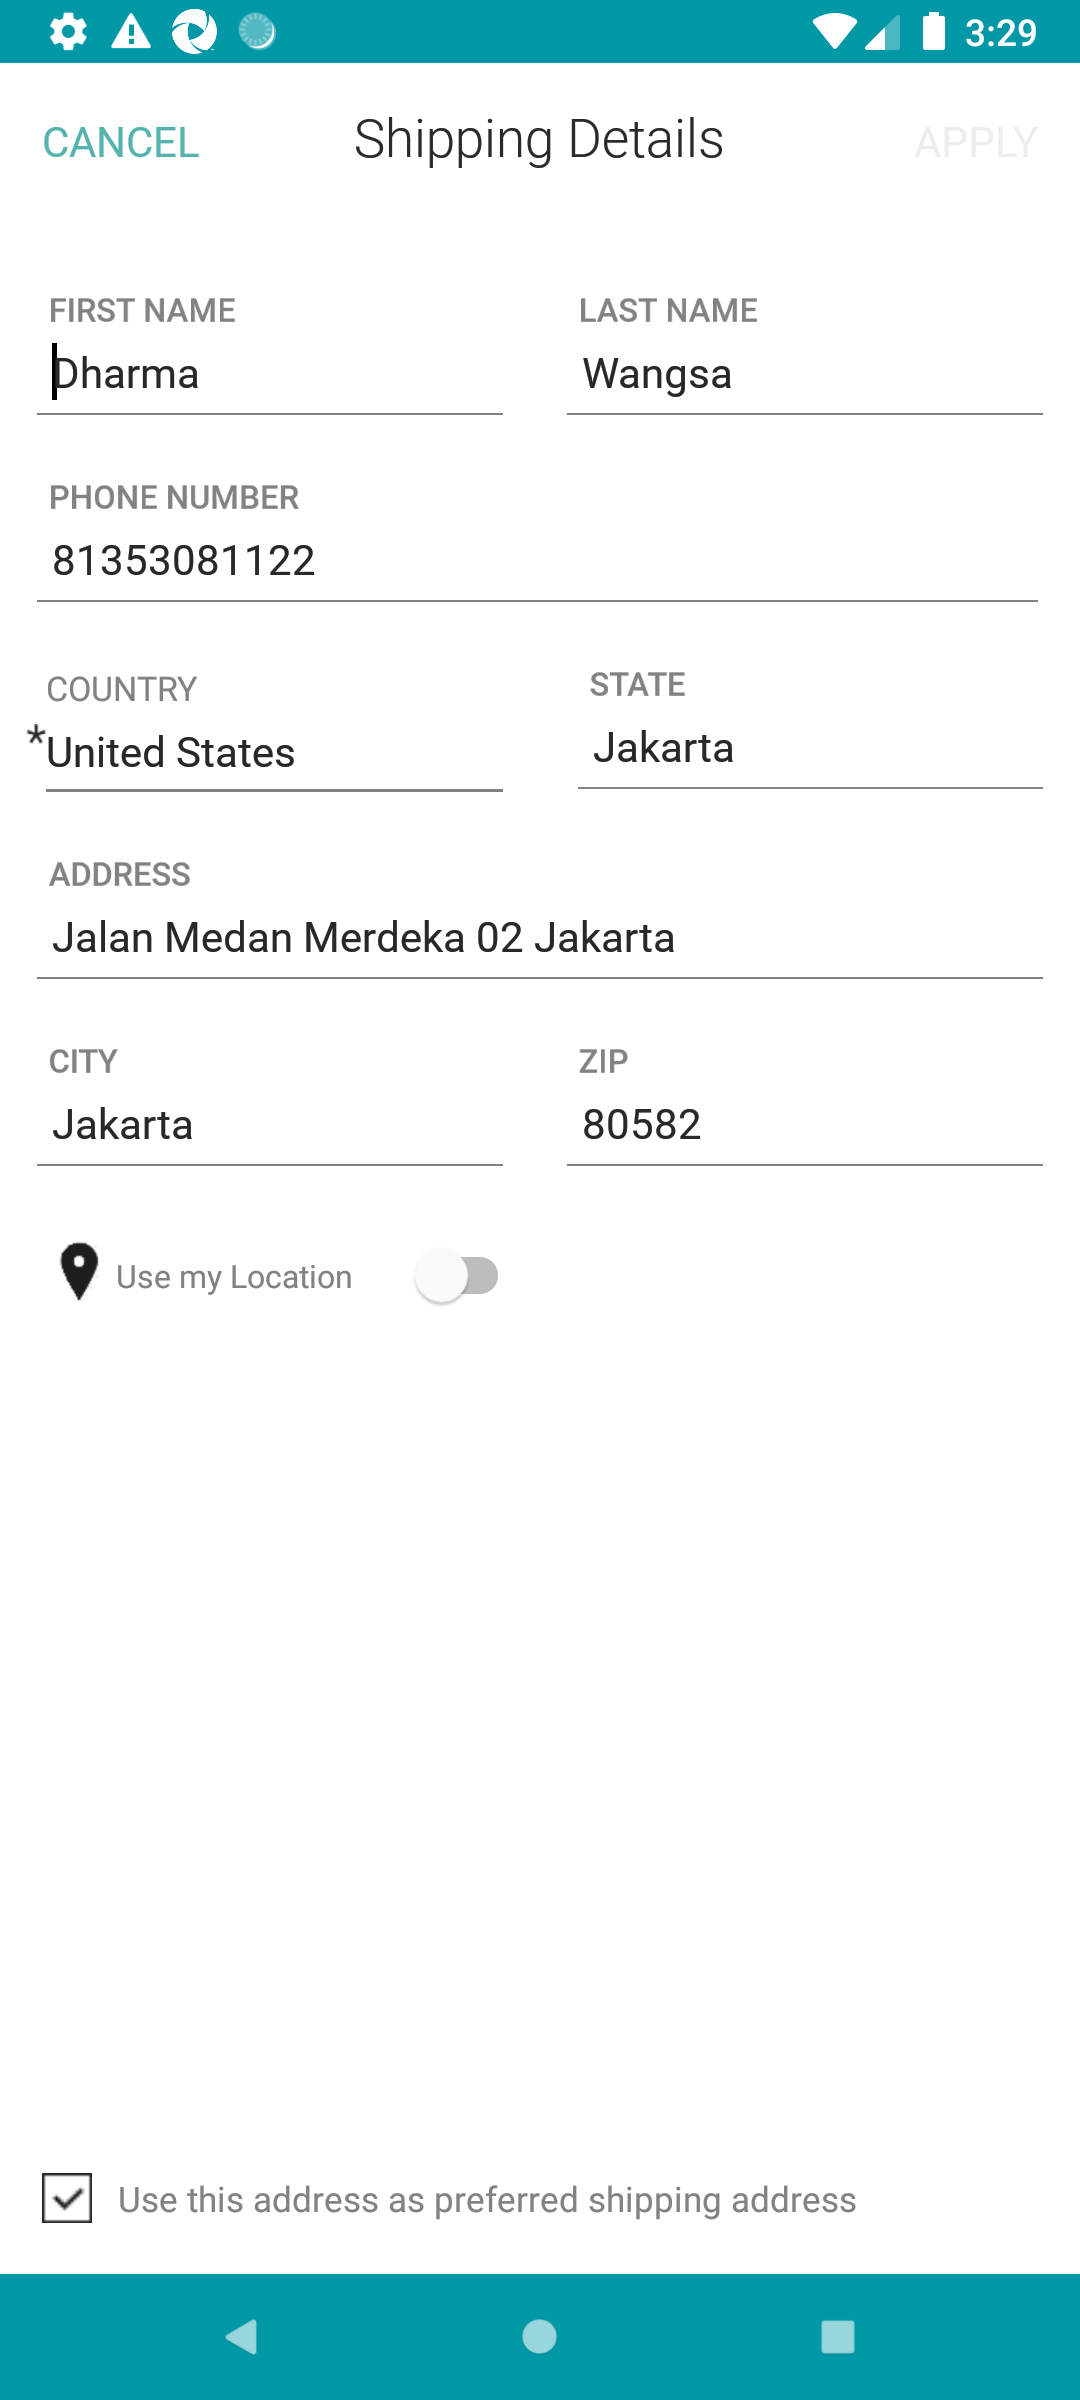 3:29
CANCEL Shipping Details APPLY
FIRST NAME LAST NAME
Dharma Wangsa
PHONE NUMBER
81353081122
COUNTRY STATE
*United States Jakarta
ADDRESS
Jalan Medan Merdeka 02 Jakarta
CITY ZIP
Jakarta 80582
Use my Location
Use this address as preferred shipping address